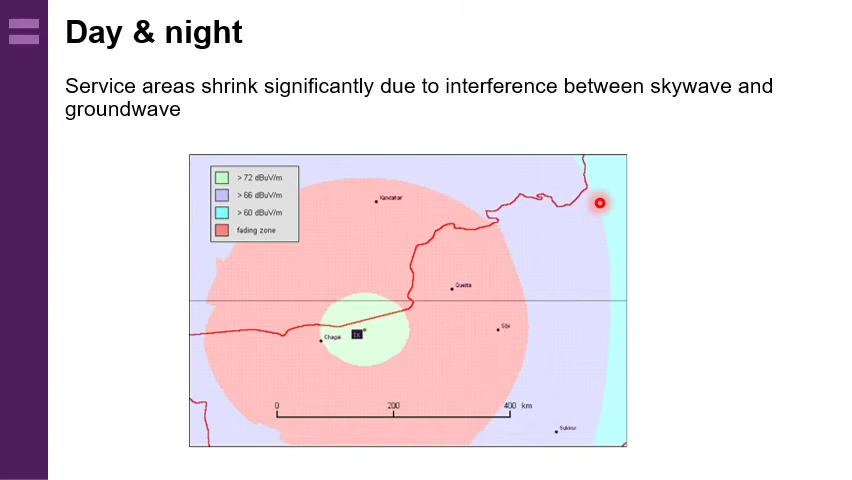 Day & night
Service areas shrink significantly due to interference between skywave and
groundwave
> 72 dBuV/m
> 66 dBuV/m
> 60 dBuV/m
fading zone
Kandahar
Quetta
Sibi
TX
Chagai
0 200 400 km
Sukkur